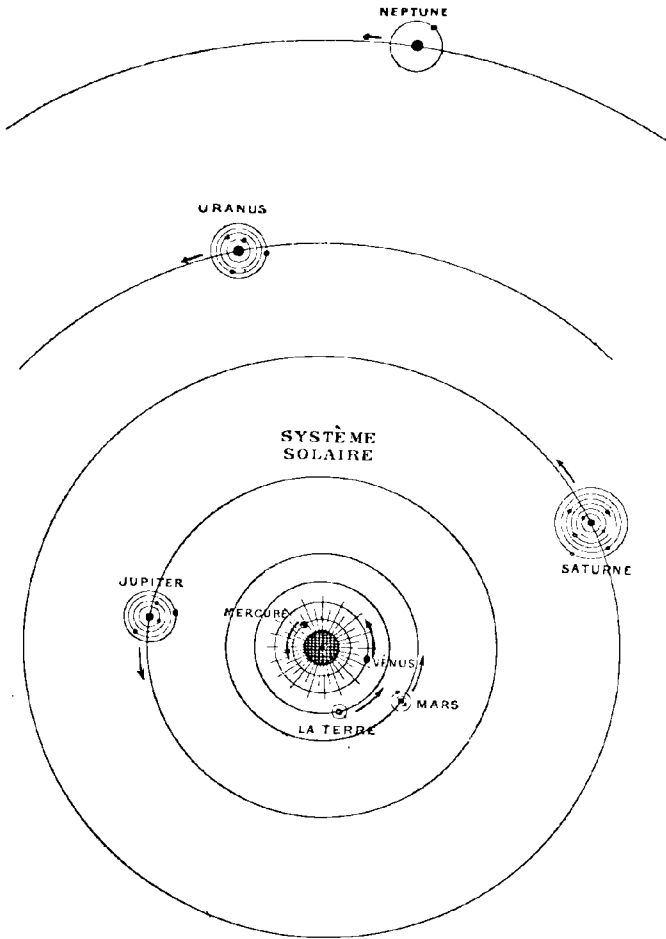 NEPTUNE
URANUS
SYSTÈME
SOLAIRE
SATURNE
JUPITER
MERCURE
VÉNUS
MARS
LA TERRE